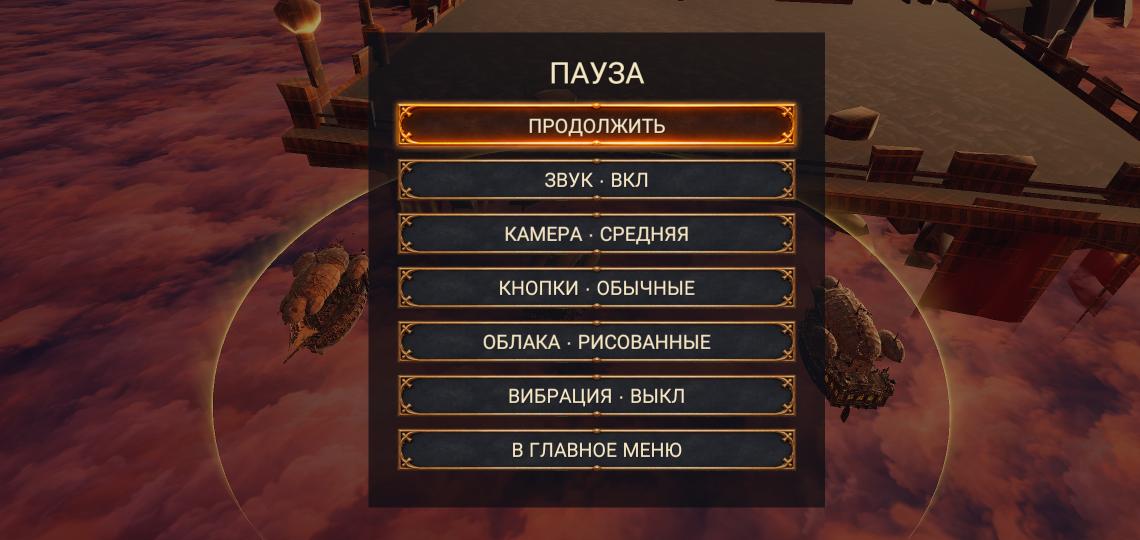 ПАУЗА
ПРОДОЛЖИТЬ
ЗВУК · ВКЛ
КАМЕРА · СРЕДНЯЯ
КНОПКИ · ОБЫЧНЫЕ
ОБЛАКА · РИСОВАННЫЕ
ВИБРАЦИЯ · ВЫКЛ
В ГЛАВНОЕ МЕНЮ